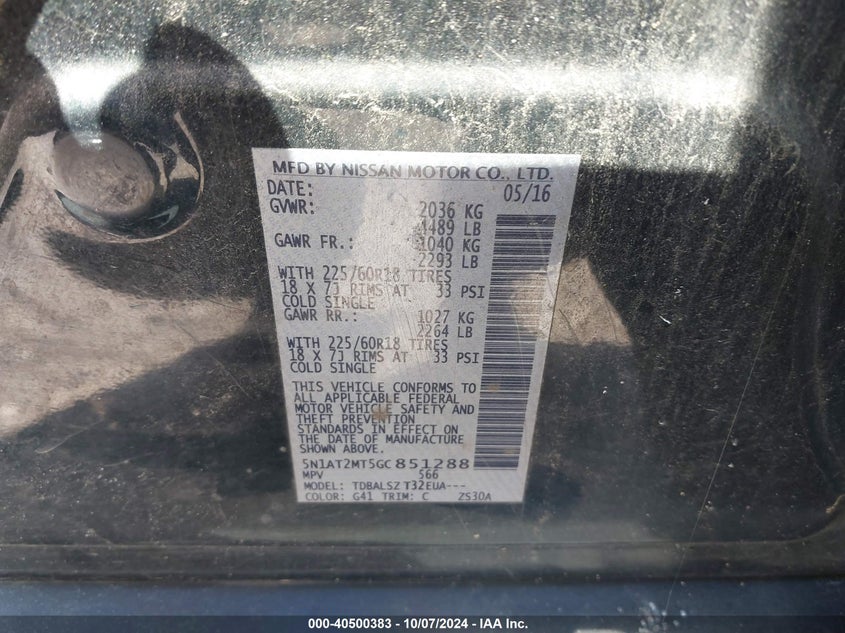 MFD BY NISSAN MOTOR CO., LTD.
DATE: 05/16
GVWR: 2036 KG
4489 LB
GAWR FR.: 1040 KG
2293 LB
WITH 225/60R18 TIRES
18 X 7J RIMS AT 33 PSI
COLD SINGLE
GAWR RR.: 1027 KG
2264 LB
WITH 225/60R18 TIRES
18 X 7J RIMS AT 33 PSI
COLD SINGLE
THIS VEHICLE CONFORMS TO
ALL APPLICABLE FEDERAL
MOTOR VEHICLE SAFETY AND
THEFT PREVENTION
STANDARDS IN EFFECT ON
THE DATE OF MANUFACTURE
SHOWN ABOVE.
5N1AT2MT5GC851288
MPV 566
MODEL: TDBALSZ T32EUA---
COLOR: G41 TRIM: C ZS30A
000-40500383 | 10/07/2024 - IAA Inc.